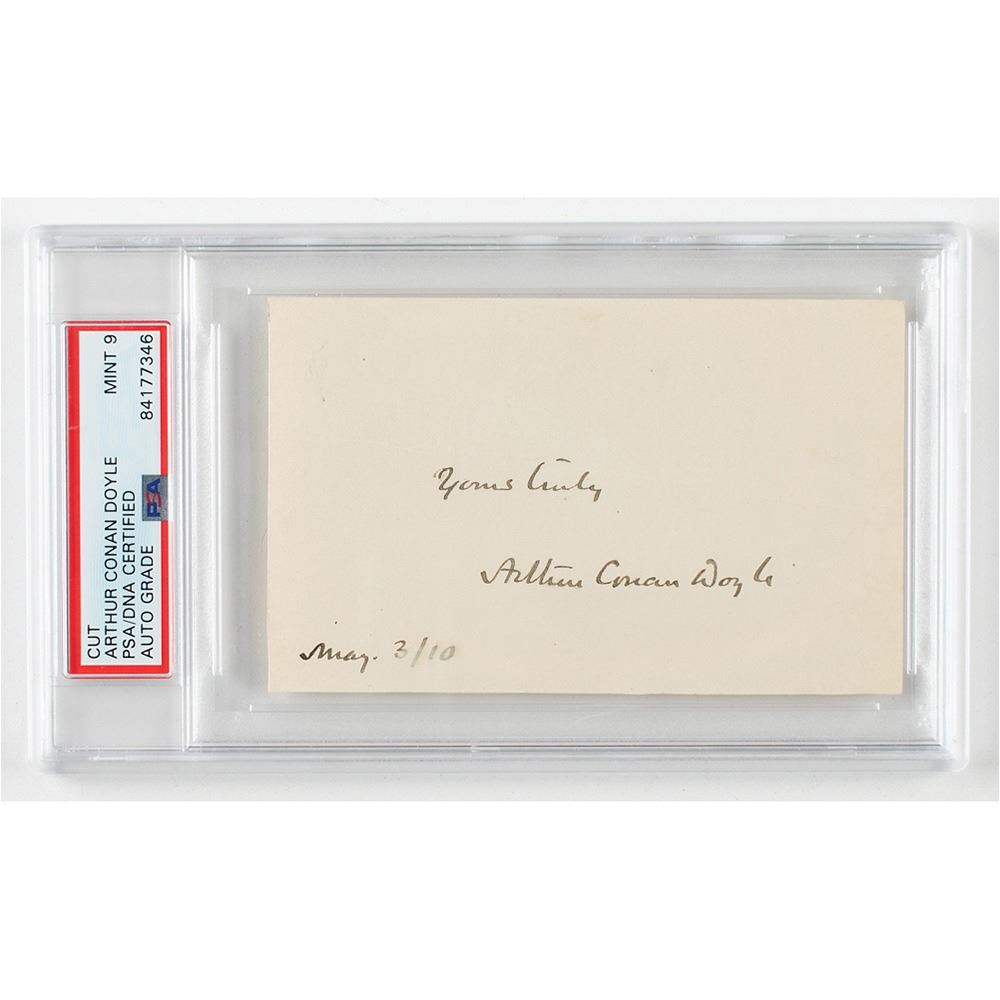 CUT MINT 9
ARTHUR CONAN DOYLE
PSA/DNA CERTIFIED
AUTO GRADE 84177346
PSA
Yours truly
Arthur Conan Doyle
May. 3/10